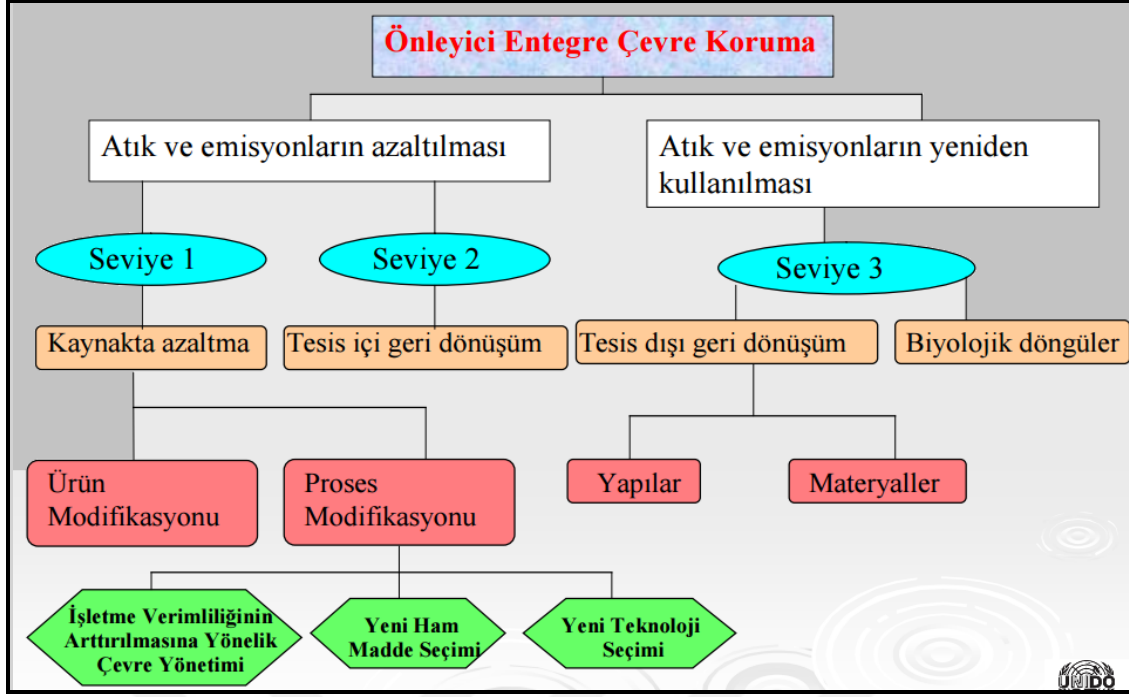 Önleyici Entegre Çevre Koruma
Atık ve emisyonların azaltılması
Atık ve emisyonların yeniden
kullanılması
Seviye 1
Seviye 2
Seviye 3
Kaynakta azaltma
Tesis içi geri dönüşüm
Tesis dışı geri dönüşüm
Biyolojik döngüler
Ürün
Modifikasyonu
Proses
Modifikasyonu
Yapılar
Materyaller
İşletme Verimliliğinin
Arttırılmasına Yönelik
Çevre Yönetimi
Yeni Ham
Madde Seçimi
Yeni Teknoloji
Seçimi
UNIDO